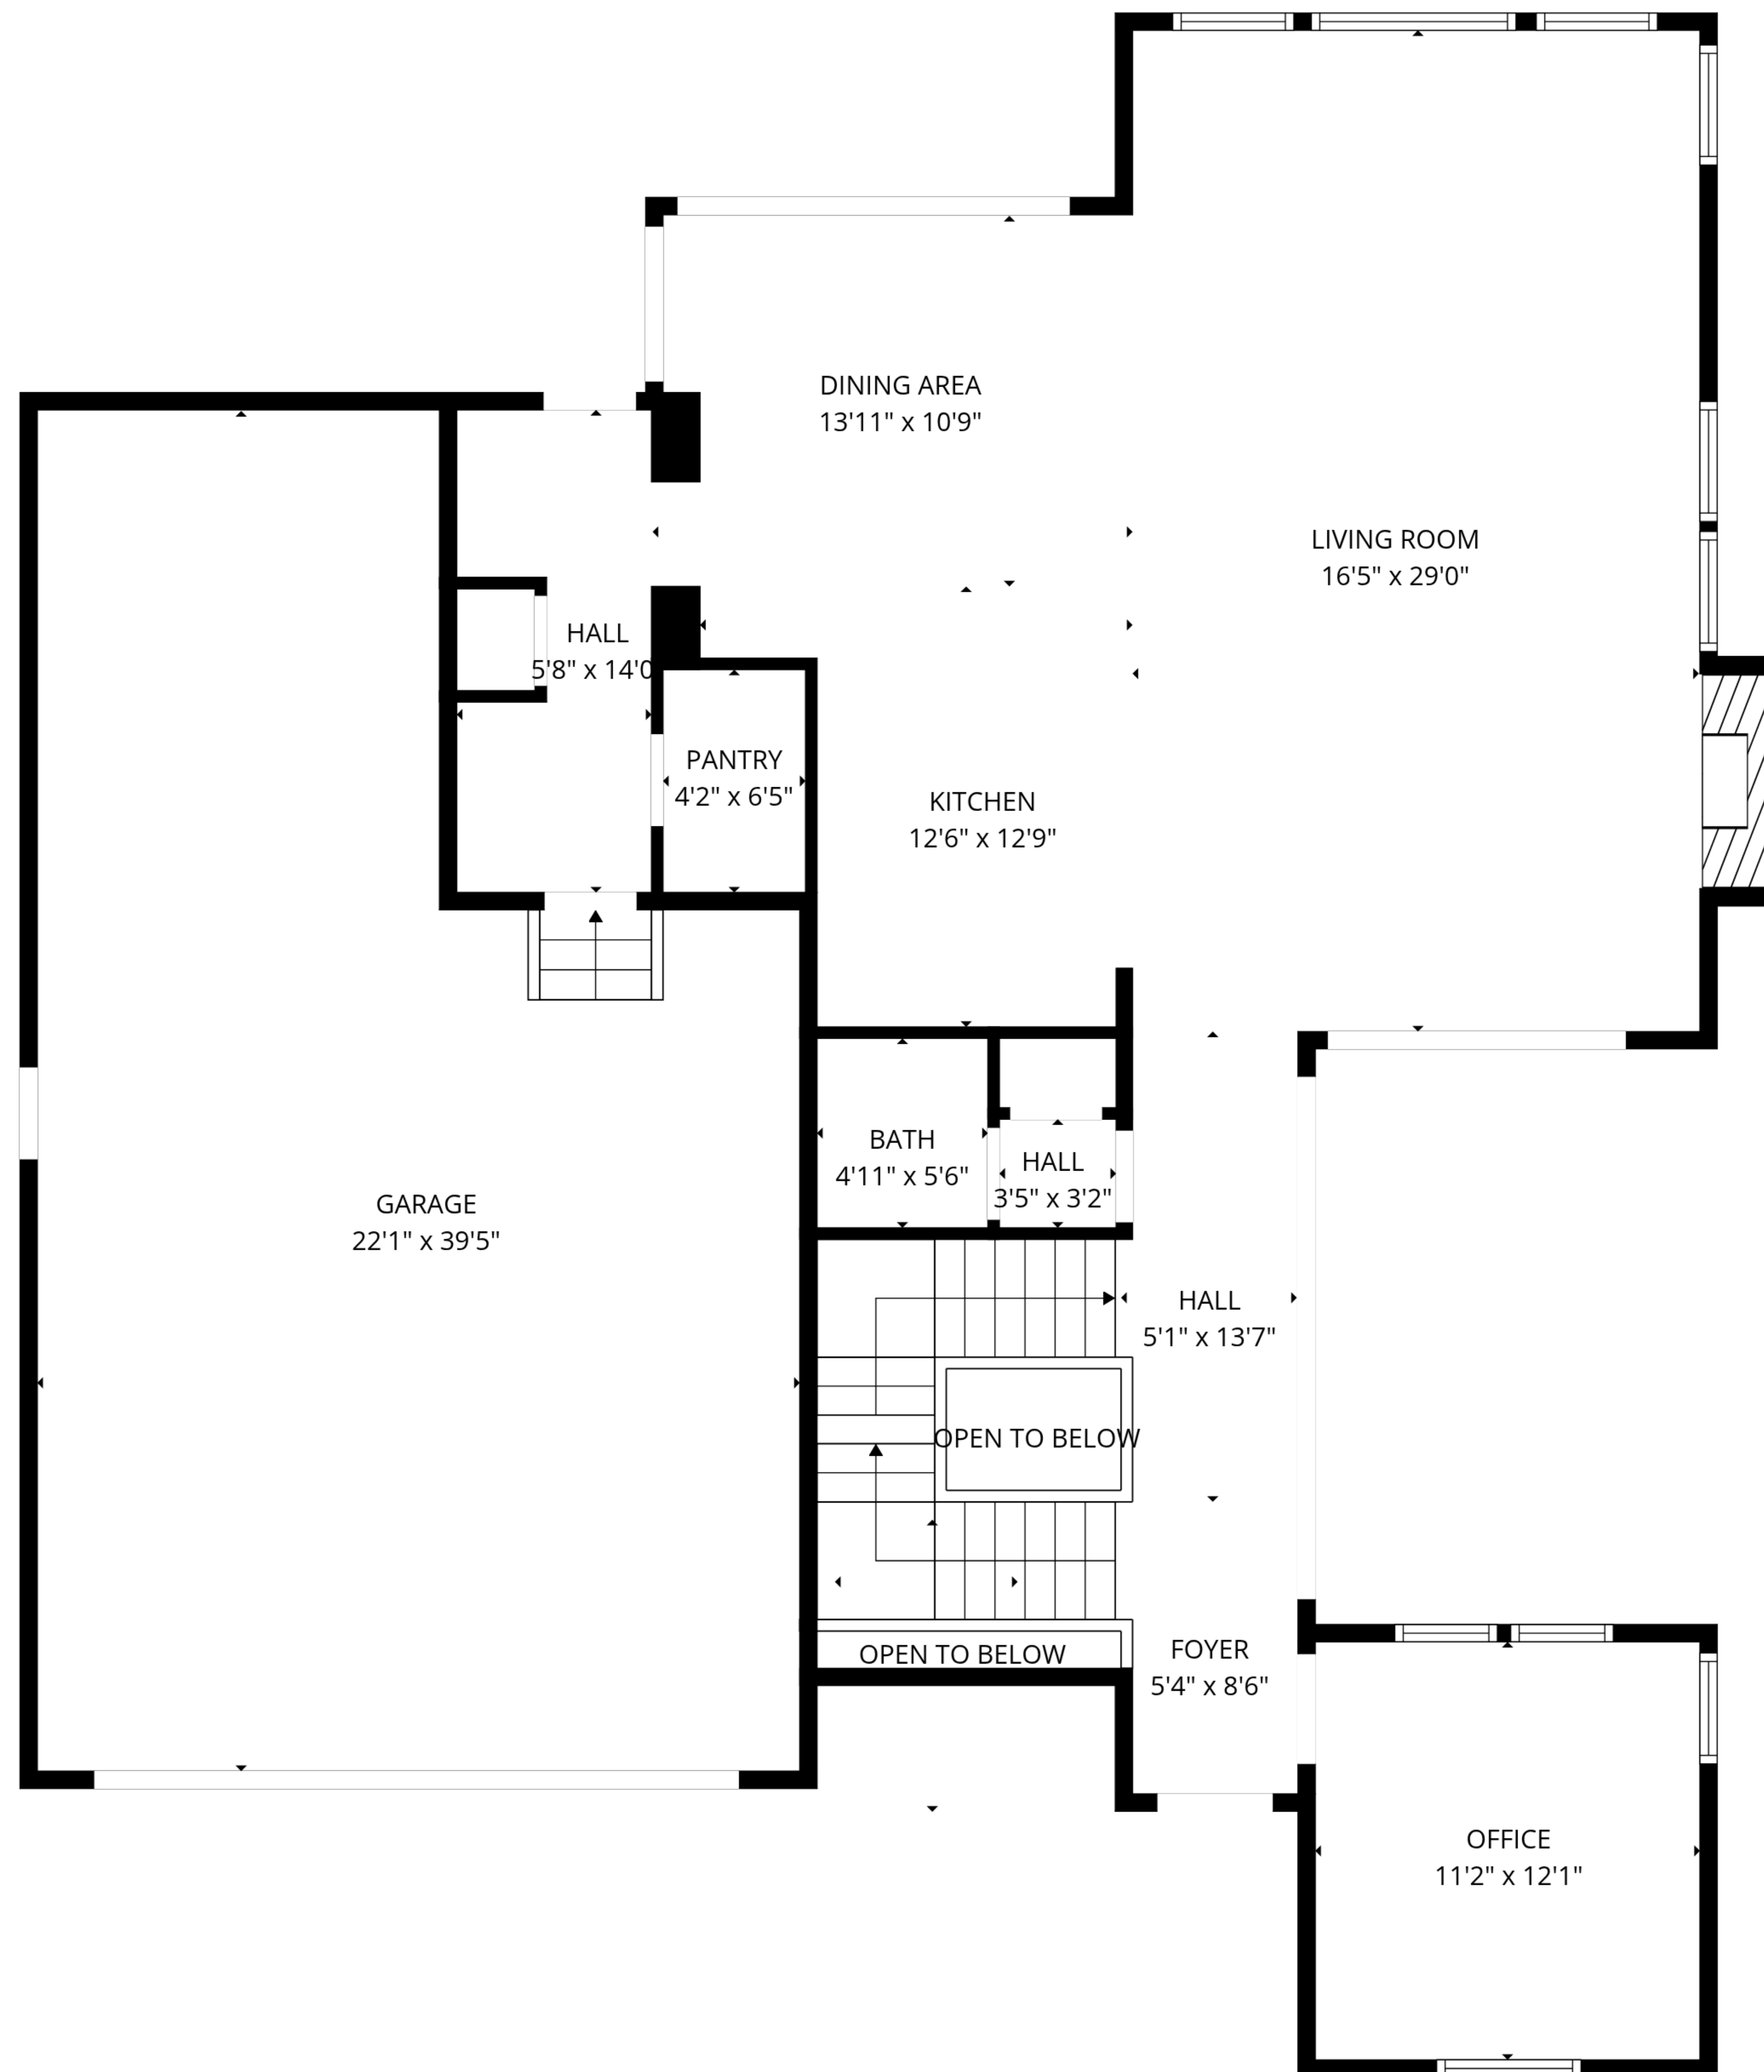 DINING AREA
13'11" x 10'9"
LIVING ROOM
16'5" x 29'0"
HALL
5'8" x 14'0
PANTRY
4'2" x 6'5"
KITCHEN
12'6" x 12'9"
BATH
4'11" x 5'6"
HALL
3'5" x 3'2"
GARAGE
22'1" x 39'5"
HALL
5'1" x 13'7"
OPEN TO BELOW
OPEN TO BELOW
FOYER
5'4" x 8'6"
OFFICE
11'2" x 12'1"